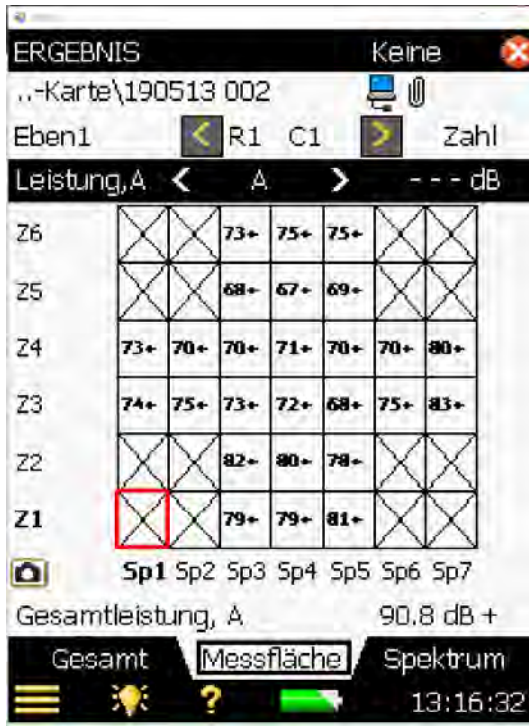 ERGEBNIS Keine
..-Karte\190513 002
Eben1 < R1 C1 > Zahl
Leistung,A < A > - - - dB
Z6 73+ 75+ 75+
Z5 68+ 67+ 69+
Z4 73+ 70+ 70+ 71+ 70+ 70+ 80+
Z3 74+ 75+ 73+ 72+ 68+ 75+ 83+
Z2 82+ 80+ 78+
Z1 79+ 79+ 81+
Sp1 Sp2 Sp3 Sp4 Sp5 Sp6 Sp7
Gesamtleistung, A 90.8 dB +
Gesamt Messfläche Spektrum
? 13:16:32